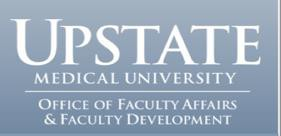 UPSTATE
MEDICAL UNIVERSITY
OFFICE OF FACULTY AFFAIRS
& FACULTY DEVELOPMENT